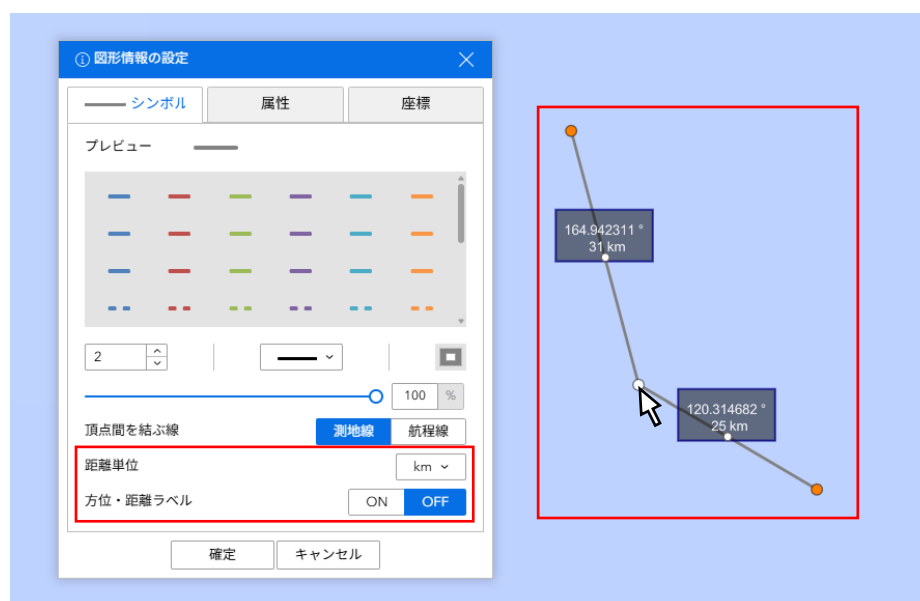 図形情報の設定
シンボル
属性
座標
プレビュー
2
100 %
頂点間を結ぶ線
測地線
航程線
距離単位
km
方位・距離ラベル
ON
OFF
確定
キャンセル
164.942311 °
31 km
120.314682 °
25 km